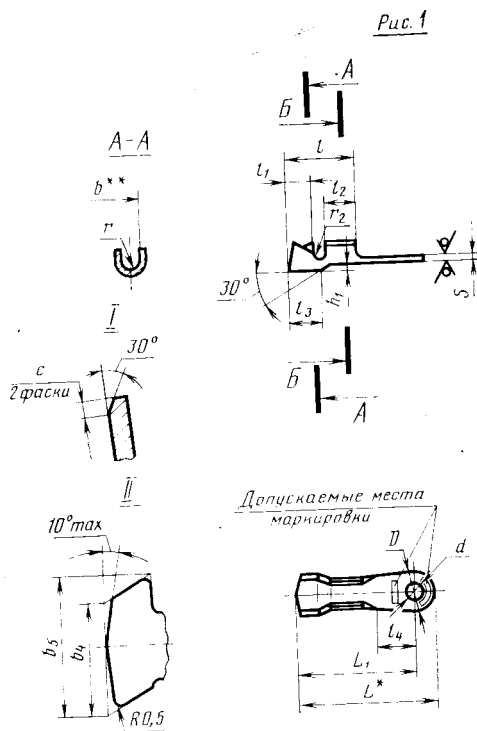 Рис. 1
А
Б
А-А
l
b**
l1
l2
r
r2
30°
l3
h1
S
I
30°
c
2 фаски
Б
А
II
Допускаемые места
маркировки
10° max
D
d
b5
b4
l4
L1
L*
R0,5